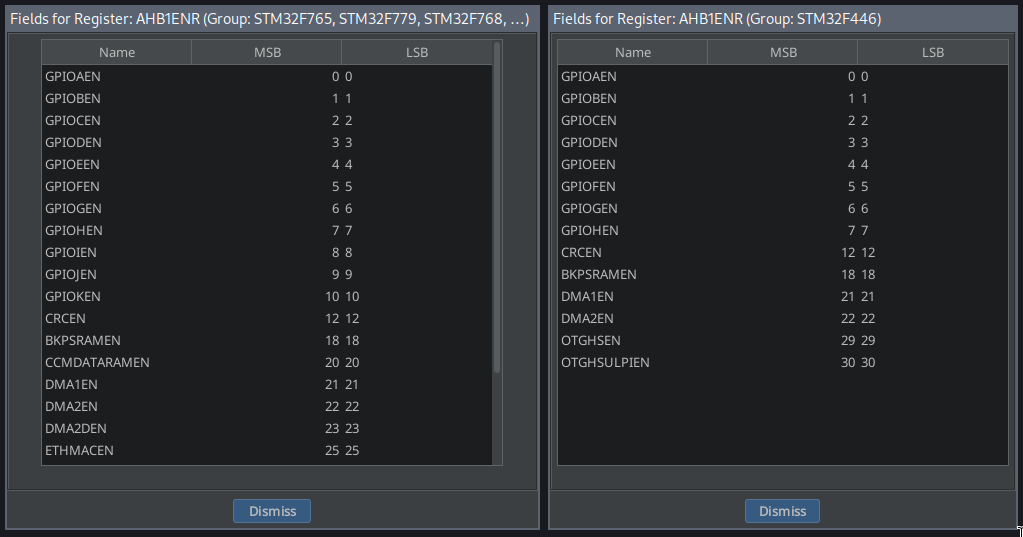 Fields for Register: AHB1ENR (Group: STM32F765, STM32F779, STM32F768, ...)
Name MSB LSB
GPIOAEN 0 0
GPIOBEN 1 1
GPIOCEN 2 2
GPIODEN 3 3
GPIOEEN 4 4
GPIOFEN 5 5
GPIOGEN 6 6
GPIOHEN 7 7
GPIOIEN 8 8
GPIOJEN 9 9
GPIOKEN 10 10
CRCEN 12 12
BKPSRAMEN 18 18
CCMDATARAMEN 20 20
DMA1EN 21 21
DMA2EN 22 22
DMA2DEN 23 23
ETHMACEN 25 25
Dismiss
Fields for Register: AHB1ENR (Group: STM32F446)
Name MSB LSB
GPIOAEN 0 0
GPIOBEN 1 1
GPIOCEN 2 2
GPIODEN 3 3
GPIOEEN 4 4
GPIOFEN 5 5
GPIOGEN 6 6
GPIOHEN 7 7
CRCEN 12 12
BKPSRAMEN 18 18
DMA1EN 21 21
DMA2EN 22 22
OTGHSEN 29 29
OTGHSULPIEN 30 30
Dismiss